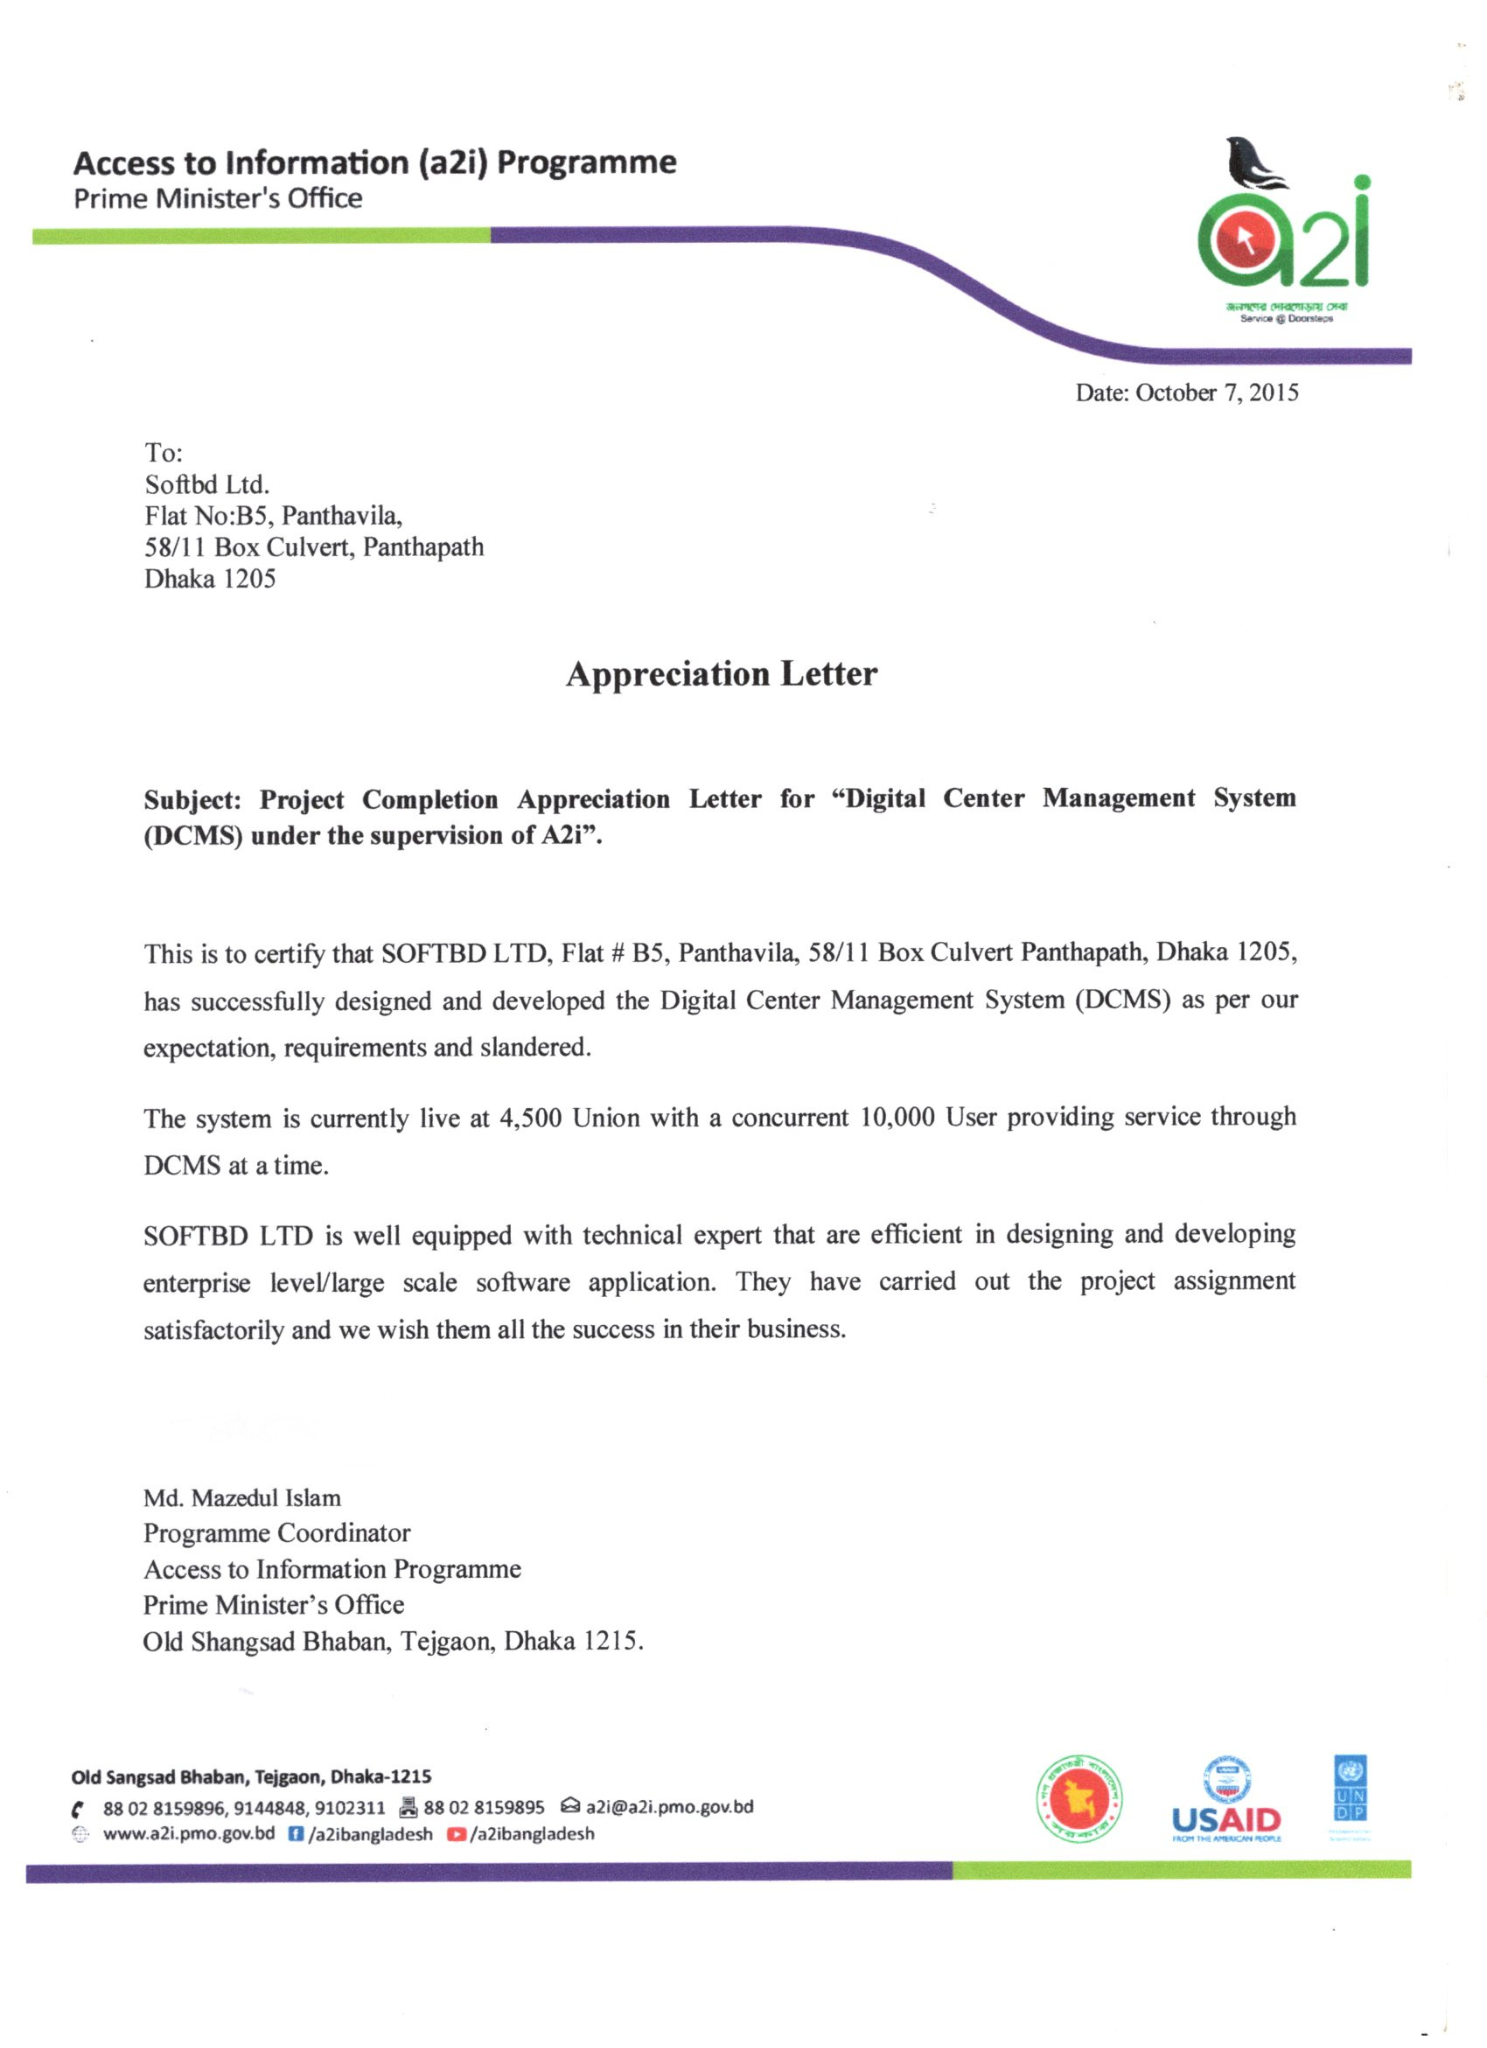 Access to Information (a2i) Programme
Prime Minister's Office
a2i
জনগণের দোরগোড়ায় সেবা
Service @ Doorsteps
Date: October 7, 2015
To:
Softbd Ltd.
Flat No:B5, Panthavila,
58/11 Box Culvert, Panthapath
Dhaka 1205
Appreciation Letter
Subject: Project Completion Appreciation Letter for “Digital Center Management System
(DCMS) under the supervision of A2i”.
This is to certify that SOFTBD LTD, Flat # B5, Panthavila, 58/11 Box Culvert Panthapath, Dhaka 1205,
has successfully designed and developed the Digital Center Management System (DCMS) as per our
expectation, requirements and slandered.
The system is currently live at 4,500 Union with a concurrent 10,000 User providing service through
DCMS at a time.
SOFTBD LTD is well equipped with technical expert that are efficient in designing and developing
enterprise level/large scale software application. They have carried out the project assignment
satisfactorily and we wish them all the success in their business.
Md. Mazedul Islam
Programme Coordinator
Access to Information Programme
Prime Minister’s Office
Old Shangsad Bhaban, Tejgaon, Dhaka 1215.
Old Sangsad Bhaban, Tejgaon, Dhaka-1215
88 02 8159896, 9144848, 9102311 88 02 8159895 a2i@a2i.pmo.gov.bd
www.a2i.pmo.gov.bd /a2ibangladesh /a2ibangladesh
গণপ্রজাতন্ত্রী বাংলাদেশ
সরকার
USAID
USAID
FROM THE AMERICAN PEOPLE
UN
DP